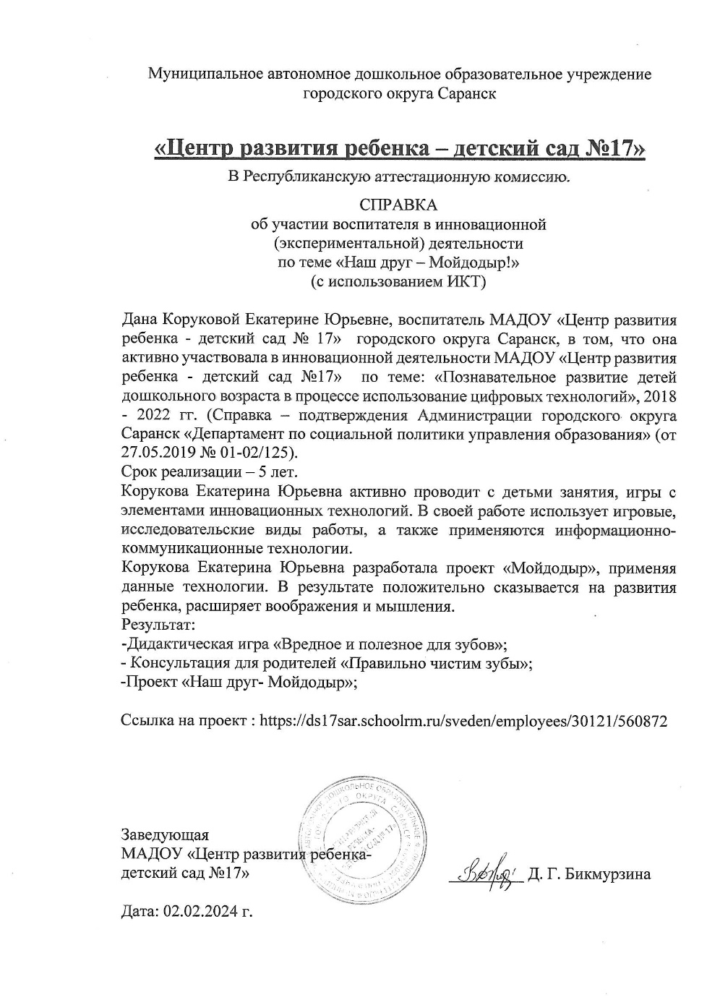 Муниципальное автономное дошкольное образовательное учреждение
городского округа Саранск
«Центр развития ребенка – детский сад №17»
В Республиканскую аттестационную комиссию.
СПРАВКА
об участии воспитателя в инновационной
(экспериментальной) деятельности
по теме «Наш друг – Мойдодыр!»
(с использованием ИКТ)
Дана Коруковой Екатерине Юрьевне, воспитатель МАДОУ «Центр развития
ребенка - детский сад № 17» городского округа Саранск, в том, что она
активно участвовала в инновационной деятельности МАДОУ «Центр развития
ребенка - детский сад №17» по теме: «Познавательное развитие детей
дошкольного возраста в процессе использование цифровых технологий», 2018
- 2022 гг. (Справка – подтверждения Администрации городского округа
Саранск «Департамент по социальной политики управления образования» (от
27.05.2019 № 01-02/125).
Срок реализации – 5 лет.
Корукова Екатерина Юрьевна активно проводит с детьми занятия, игры с
элементами инновационных технологий. В своей работе использует игровые,
исследовательские виды работы, а также применяются информационно-
коммуникационные технологии.
Корукова Екатерина Юрьевна разработала проект «Мойдодыр», применяя
данные технологии. В результате положительно сказывается на развития
ребенка, расширяет воображения и мышления.
Результат:
-Дидактическая игра «Вредное и полезное для зубов»;
- Консультация для родителей «Правильно чистим зубы»;
-Проект «Наш друг- Мойдодыр»;
Ссылка на проект : https://ds17sar.schoolrm.ru/sveden/employees/30121/560872
Заведующая
МАДОУ «Центр развития ребенка-
детский сад №17»
Д. Г. Бикмурзина
Дата: 02.02.2024 г.
ДОШКОЛЬНОЕ ОБРАЗОВАТЕЛЬНОЕ
ОКРУГА САРАНСК